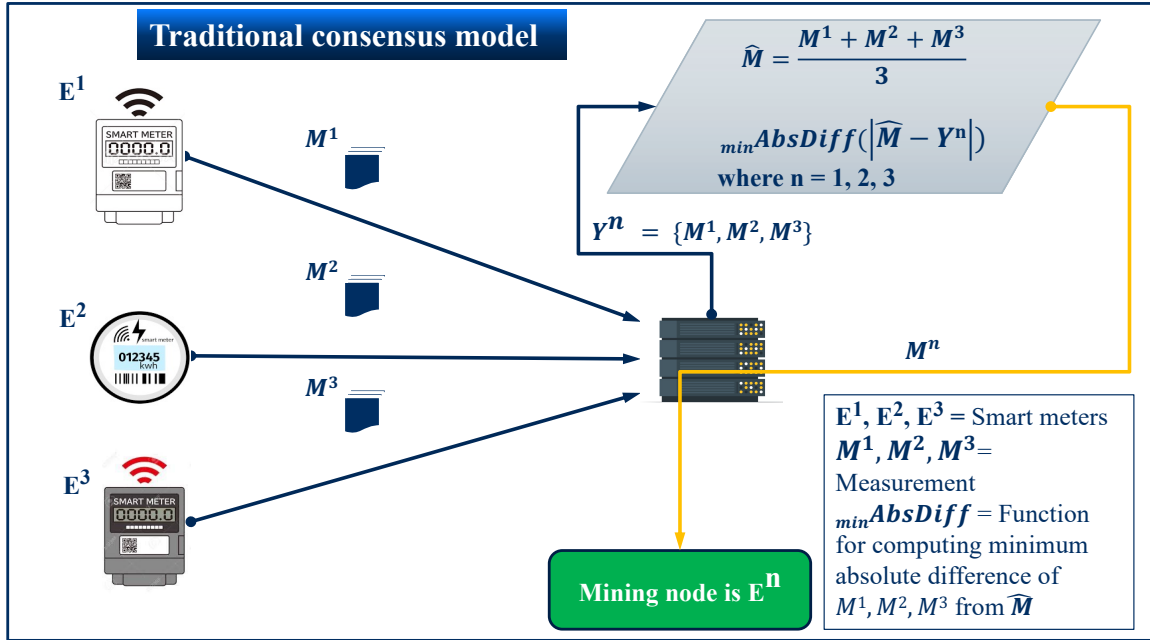 Traditional consensus model
M̂ = (M¹ + M² + M³) / 3
minAbsDiff(|M̂ − Yⁿ|)
where n = 1, 2, 3
E¹
SMART METER
0000.0
M¹
Yⁿ = {M¹, M², M³}
M²
E²
smart meter
012345
kwh
M³
Mⁿ
E³
SMART METER
0000.0
E¹, E², E³ = Smart meters
M¹, M², M³=
Measurement
minAbsDiff = Function
for computing minimum
absolute difference of
M¹, M², M³ from M̂
Mining node is Eⁿ